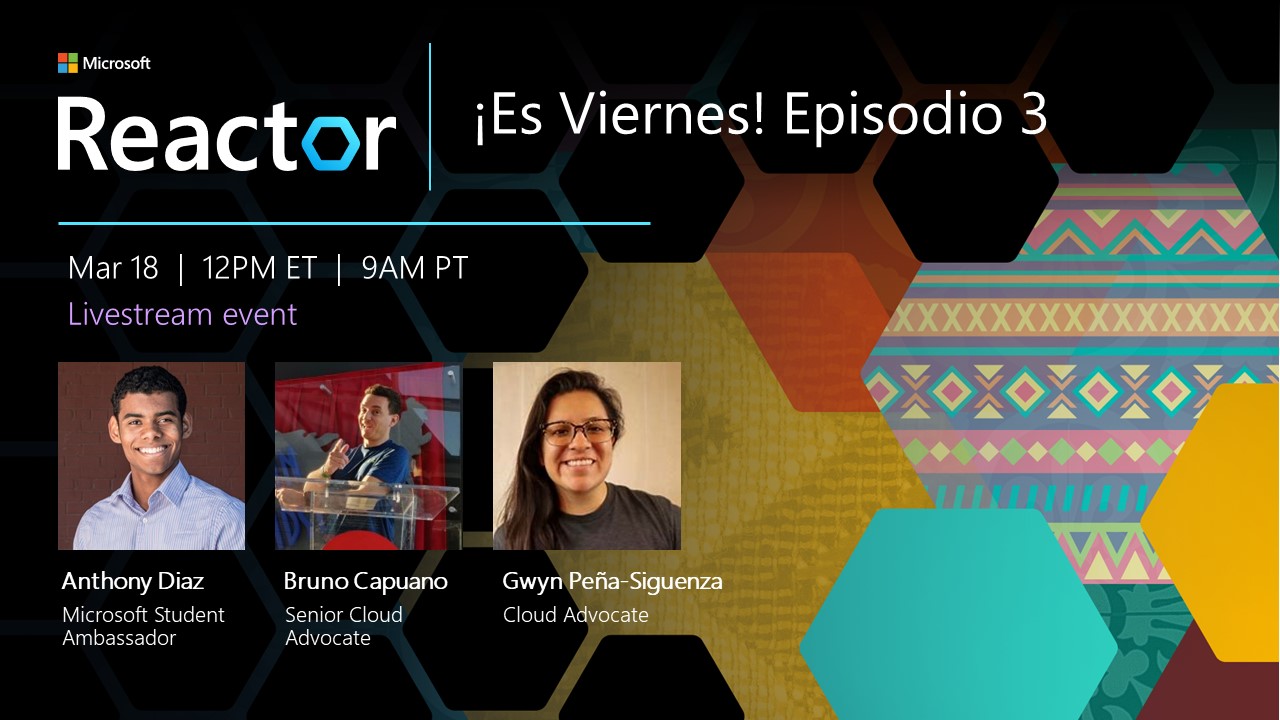 Microsoft
Reactor
¡Es Viernes! Episodio 3
Mar 18 | 12PM ET | 9AM PT
Livestream event
Anthony Diaz
Microsoft Student
Ambassador
Bruno Capuano
Senior Cloud
Advocate
Gwyn Peña-Siguenza
Cloud Advocate